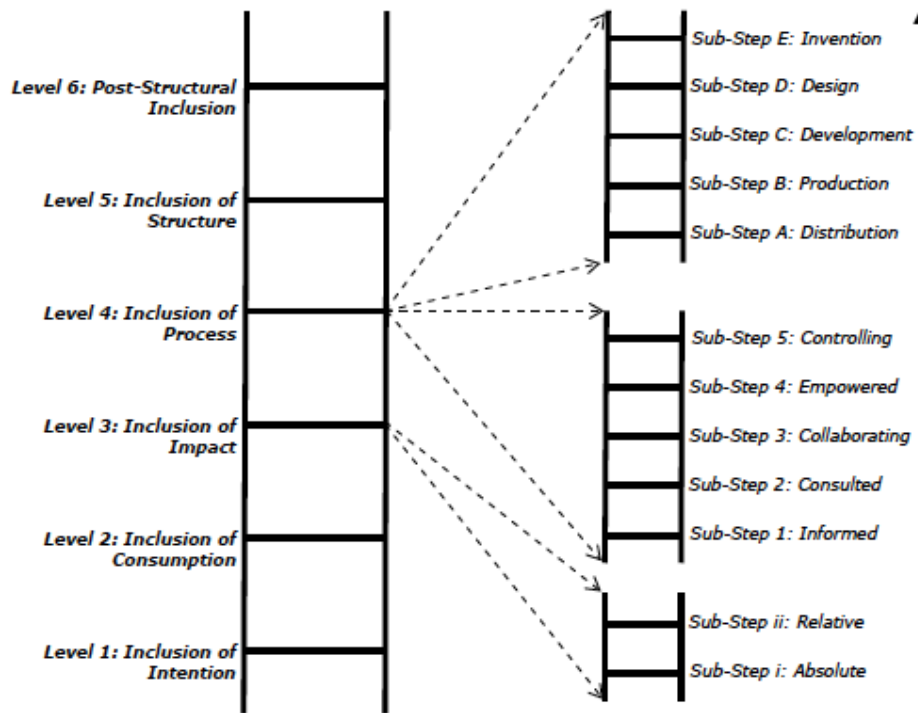 Level 6: Post-Structural
Inclusion
Level 5: Inclusion of
Structure
Level 4: Inclusion of
Process
Level 3: Inclusion of
Impact
Level 2: Inclusion of
Consumption
Level 1: Inclusion of
Intention
Sub-Step E: Invention
Sub-Step D: Design
Sub-Step C: Development
Sub-Step B: Production
Sub-Step A: Distribution
Sub-Step 5: Controlling
Sub-Step 4: Empowered
Sub-Step 3: Collaborating
Sub-Step 2: Consulted
Sub-Step 1: Informed
Sub-Step ii: Relative
Sub-Step i: Absolute